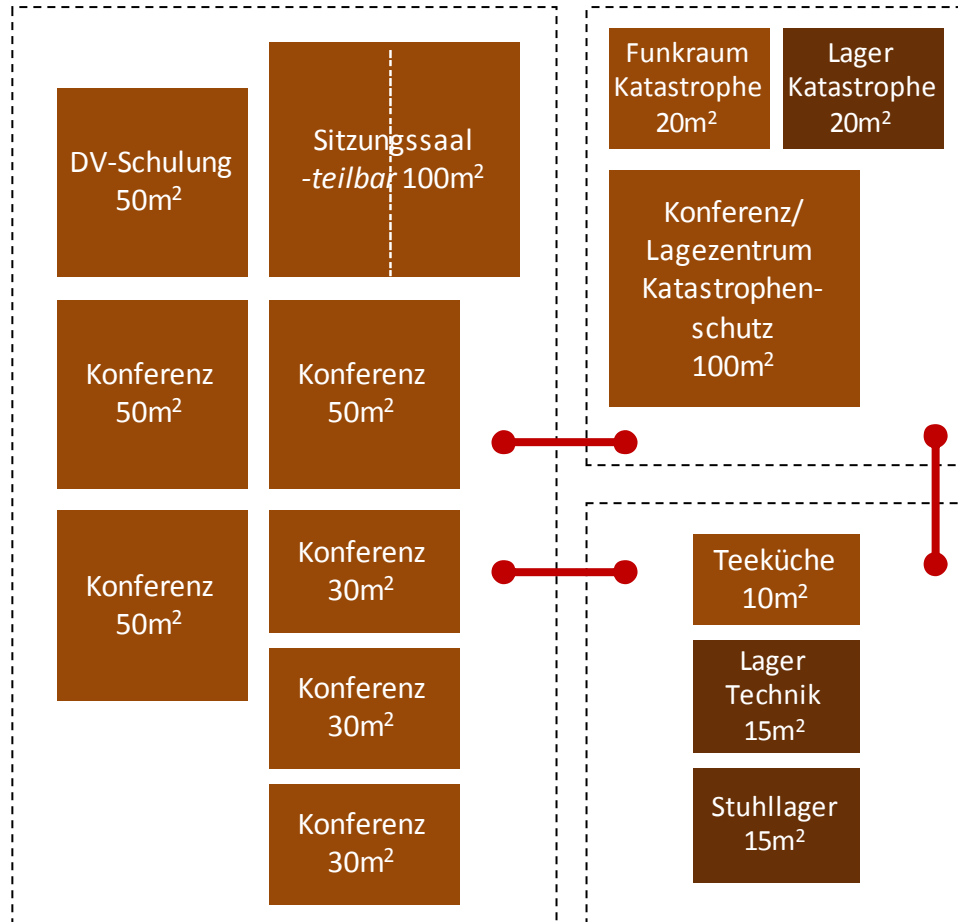 DV-Schulung
50m²
Sitzungssaal
-teilbar 100m²
Konferenz
50m²
Konferenz
50m²
Konferenz
50m²
Konferenz
30m²
Konferenz
30m²
Konferenz
30m²
Funkraum
Katastrophe
20m²
Lager
Katastrophe
20m²
Konferenz/
Lagezentrum
Katastrophen-
schutz
100m²
Teeküche
10m²
Lager
Technik
15m²
Stuhllager
15m²